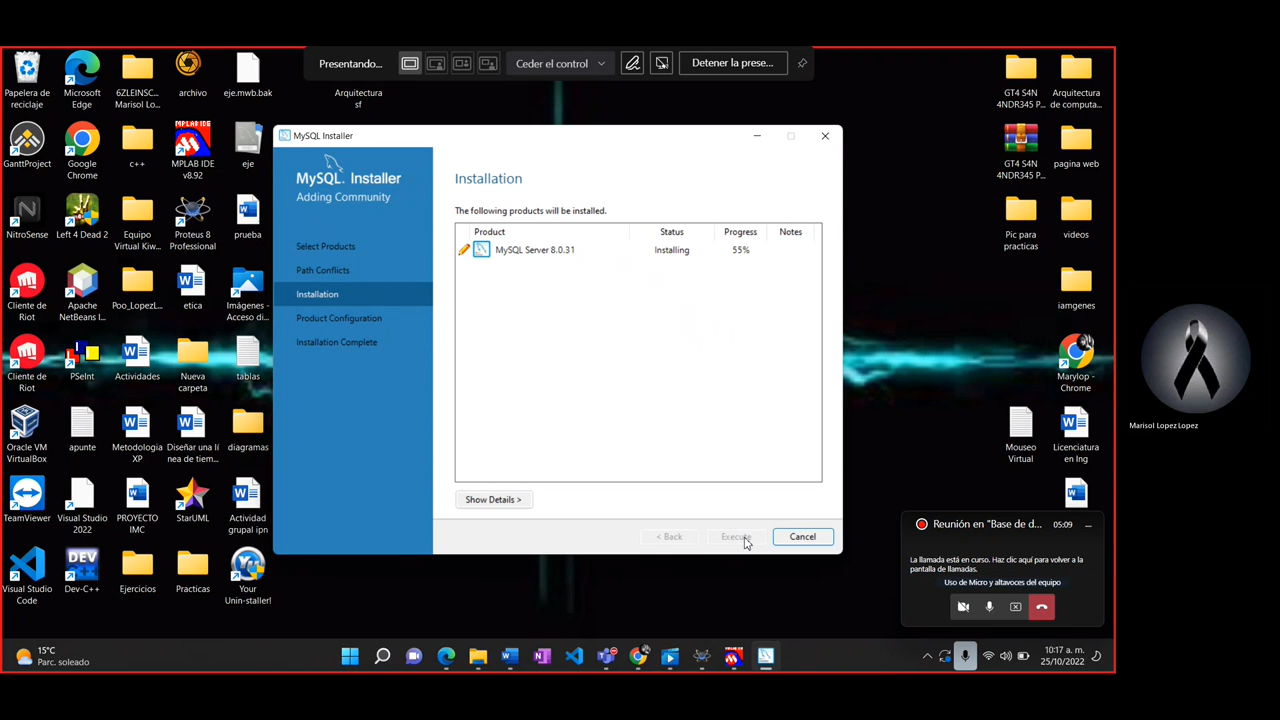 Presentando...
Ceder el control
Detener la prese...
Papelera de
reciclaje
Microsoft
Edge
6ZLEINSC...
Marisol Lo...
archivo
eje.mwb.bak
Arquitectura
sf
GT4 S4N
4NDR345 P...
Arquitectura
de computa...
GanttProject
Google
Chrome
c++
MPLAB IDE
MPLAB IDE
v8.92
eje
GT4 S4N
4NDR345 P...
pagina web
NitroSense
Left 4 Dead 2
Equipo
Virtual Kiw...
Proteus 8
Professional
prueba
Pic para
practicas
videos
Cliente de
Riot
Apache
NetBeans I...
Poo_LopezL...
etica
Imágenes -
Acceso di...
iamgenes
Cliente de
Riot
PSeInt
Actividades
Nueva
carpeta
tablas
Marylop -
Chrome
Oracle VM
VirtualBox
apunte
Metodologia
XP
Diseñar una lí
nea de tiem...
diagramas
Mouseo
Virtual
Licenciatura
en Ing
TeamViewer
Visual Studio
2022
PROYECTO
IMC
StarUML
Actividad
grupal ipn
Visual Studio
Code
DEV
C++
Dev-C++
Ejercicios
Practicas
Your
Unin-staller!
MySQL Installer
MySQL. Installer
Adding Community
Select Products
Path Conflicts
Installation
Product Configuration
Installation Complete
Installation
The following products will be installed.
Product Status Progress Notes
MySQL Server 8.0.31 Installing 55%
Show Details >
< Back Execute Cancel
Reunión en "Base de d... 05:09
La llamada está en curso. Haz clic aquí para volver a la
pantalla de llamadas.
Uso de Micro y altavoces del equipo
Marisol Lopez Lopez
15°C
Parc. soleado
10:17 a. m.
25/10/2022